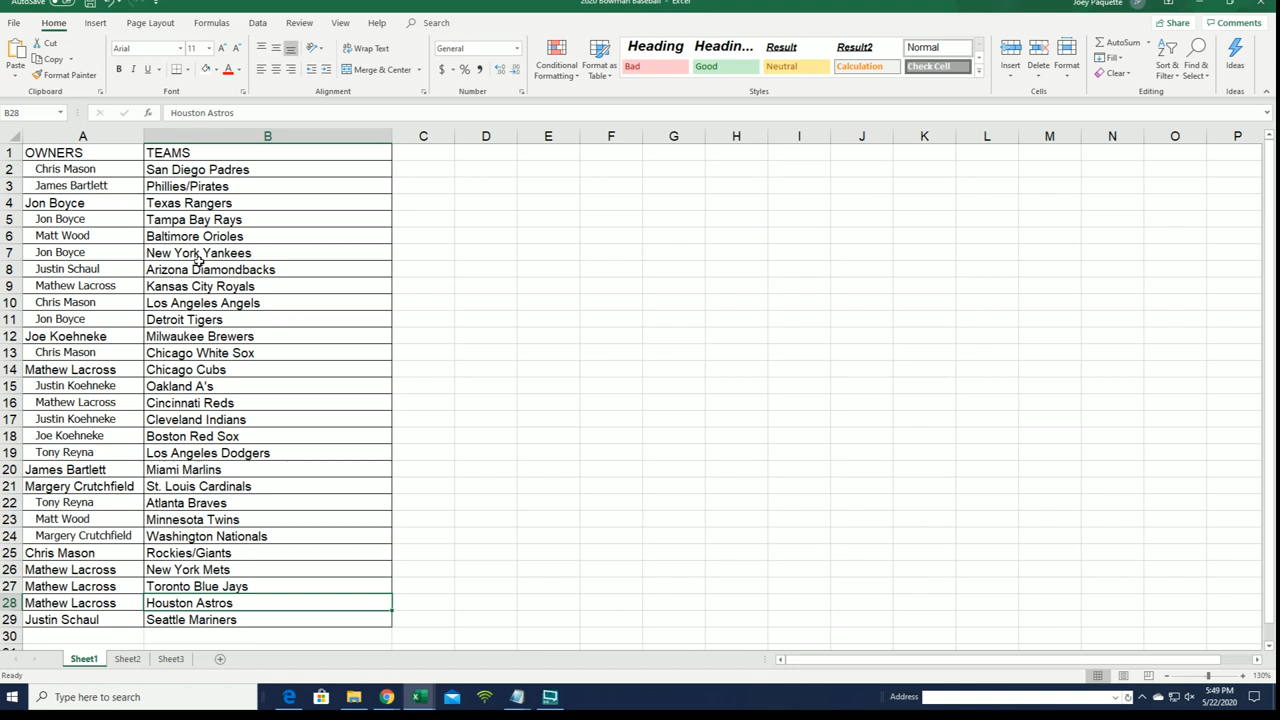 AutoSave
2020 Bowman Baseball - Excel
Joey Paquette
JP
File Home Insert Page Layout Formulas Data Review View Help Search
Share Comments
Paste Cut Copy Format Painter
Clipboard
Arial 11
B I U
Font
Wrap Text
Merge & Center
Alignment
General
$ % 9
Number
Conditional Formatting
Format as Table
Heading Headin... Result Result2 Normal
Bad Good Neutral Calculation Check Cell
Styles
Insert Delete Format
Cells
AutoSum
Fill
Clear
Sort & Filter
Find & Select
Editing
Ideas
Ideas
B28 fx Houston Astros
A B C D E F G H I J K L M N O P
1 OWNERS TEAMS
2 Chris Mason San Diego Padres
3 James Bartlett Phillies/Pirates
4 Jon Boyce Texas Rangers
5 Jon Boyce Tampa Bay Rays
6 Matt Wood Baltimore Orioles
7 Jon Boyce New York Yankees
8 Justin Schaul Arizona Diamondbacks
9 Mathew Lacross Kansas City Royals
10 Chris Mason Los Angeles Angels
11 Jon Boyce Detroit Tigers
12 Joe Koehneke Milwaukee Brewers
13 Chris Mason Chicago White Sox
14 Mathew Lacross Chicago Cubs
15 Justin Koehneke Oakland A's
16 Mathew Lacross Cincinnati Reds
17 Justin Koehneke Cleveland Indians
18 Joe Koehneke Boston Red Sox
19 Tony Reyna Los Angeles Dodgers
20 James Bartlett Miami Marlins
21 Margery Crutchfield St. Louis Cardinals
22 Tony Reyna Atlanta Braves
23 Matt Wood Minnesota Twins
24 Margery Crutchfield Washington Nationals
25 Chris Mason Rockies/Giants
26 Mathew Lacross New York Mets
27 Mathew Lacross Toronto Blue Jays
28 Mathew Lacross Houston Astros
29 Justin Schaul Seattle Mariners
30
Sheet1 Sheet2 Sheet3
Ready
130%
Type here to search
Address
5:49 PM
5/22/2020